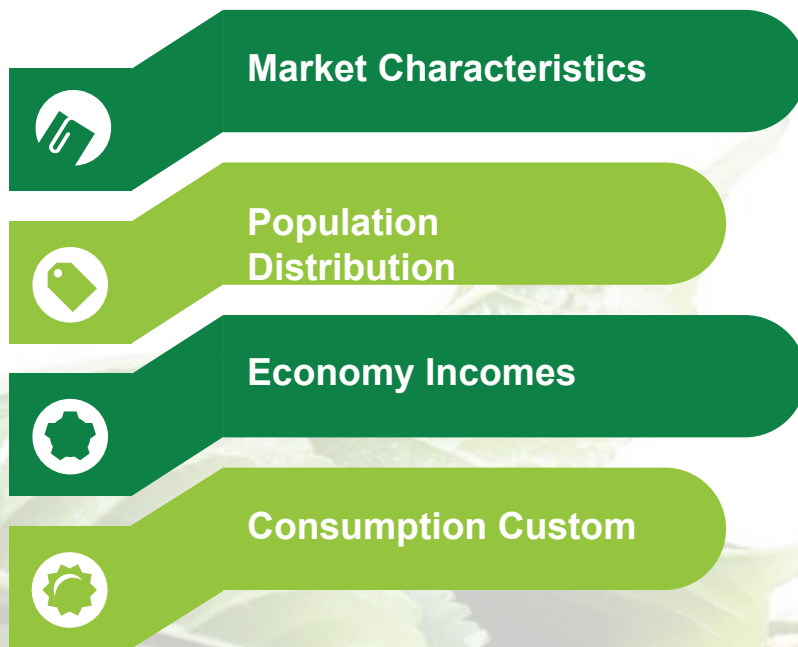 Market Characteristics
Population
Distribution
Economy Incomes
Consumption Custom